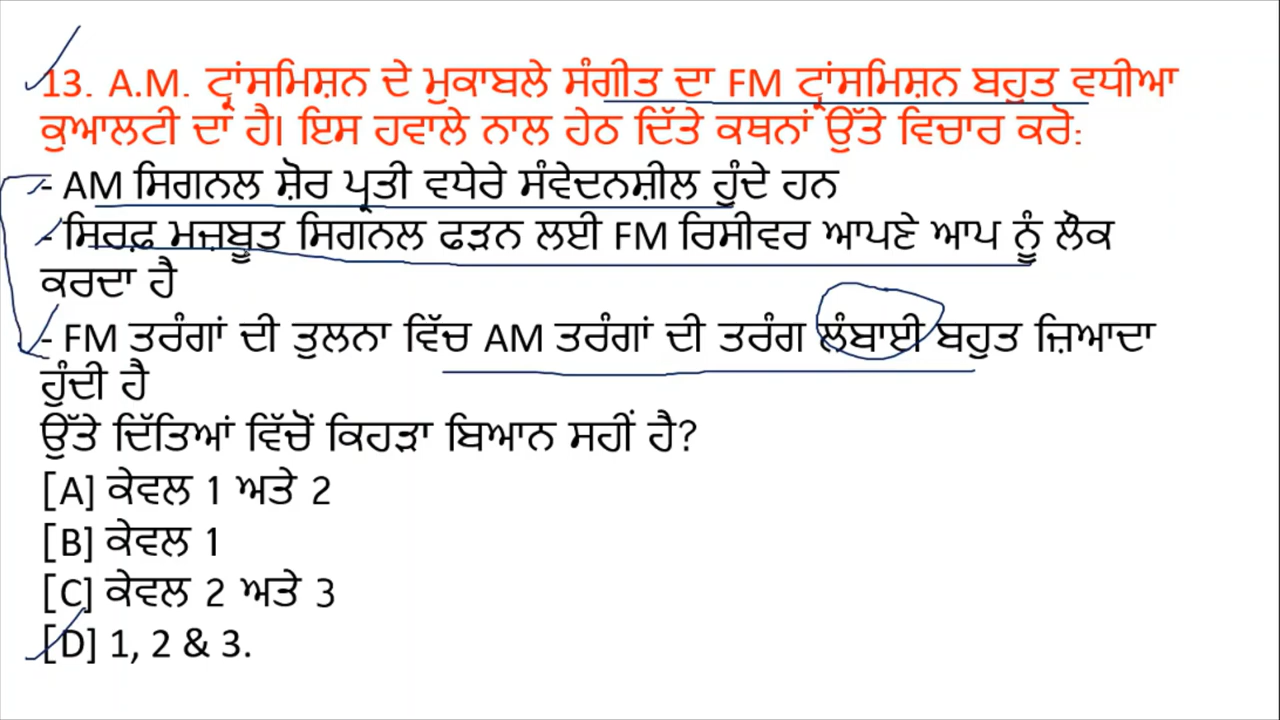 13. A.M. ਟ੍ਰਾਂਸਮਿਸ਼ਨ ਦੇ ਮੁਕਾਬਲੇ ਸੰਗੀਤ ਦਾ FM ਟ੍ਰਾਂਸਮਿਸ਼ਨ ਬਹੁਤ ਵਧੀਆ
ਕੁਆਲਟੀ ਦਾ ਹੈ। ਇਸ ਹਵਾਲੇ ਨਾਲ ਹੇਠ ਦਿੱਤੇ ਕਥਨਾਂ ਉੱਤੇ ਵਿਚਾਰ ਕਰੋ:
- AM ਸਿਗਨਲ ਸ਼ੋਰ ਪ੍ਰਤੀ ਵਧੇਰੇ ਸੰਵੇਦਨਸ਼ੀਲ ਹੁੰਦੇ ਹਨ
- ਸਿਰਫ਼ ਮਜ਼ਬੂਤ ਸਿਗਨਲ ਫੜਨ ਲਈ FM ਰਿਸੀਵਰ ਆਪਣੇ ਆਪ ਨੂੰ ਲੌਕ
ਕਰਦਾ ਹੈ
- FM ਤਰੰਗਾਂ ਦੀ ਤੁਲਨਾ ਵਿੱਚ AM ਤਰੰਗਾਂ ਦੀ ਤਰੰਗ ਲੰਬਾਈ ਬਹੁਤ ਜ਼ਿਆਦਾ
ਹੁੰਦੀ ਹੈ
ਉੱਤੇ ਦਿੱਤਿਆਂ ਵਿੱਚੋਂ ਕਿਹੜਾ ਬਿਆਨ ਸਹੀਂ ਹੈ?
[A] ਕੇਵਲ 1 ਅਤੇ 2
[B] ਕੇਵਲ 1
[C] ਕੇਵਲ 2 ਅਤੇ 3
[D] 1, 2 & 3.